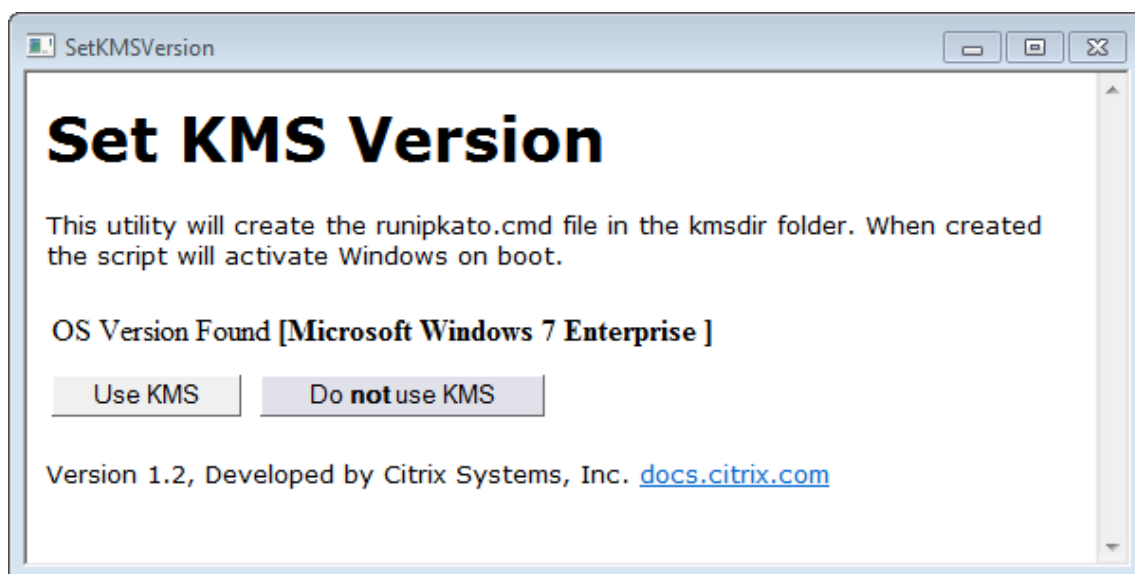 SetKMSVersion
Set KMS Version
This utility will create the runipkato.cmd file in the kmsdir folder. When created
the script will activate Windows on boot.
OS Version Found [Microsoft Windows 7 Enterprise ]
Use KMS Do not use KMS
Version 1.2, Developed by Citrix Systems, Inc. docs.citrix.com